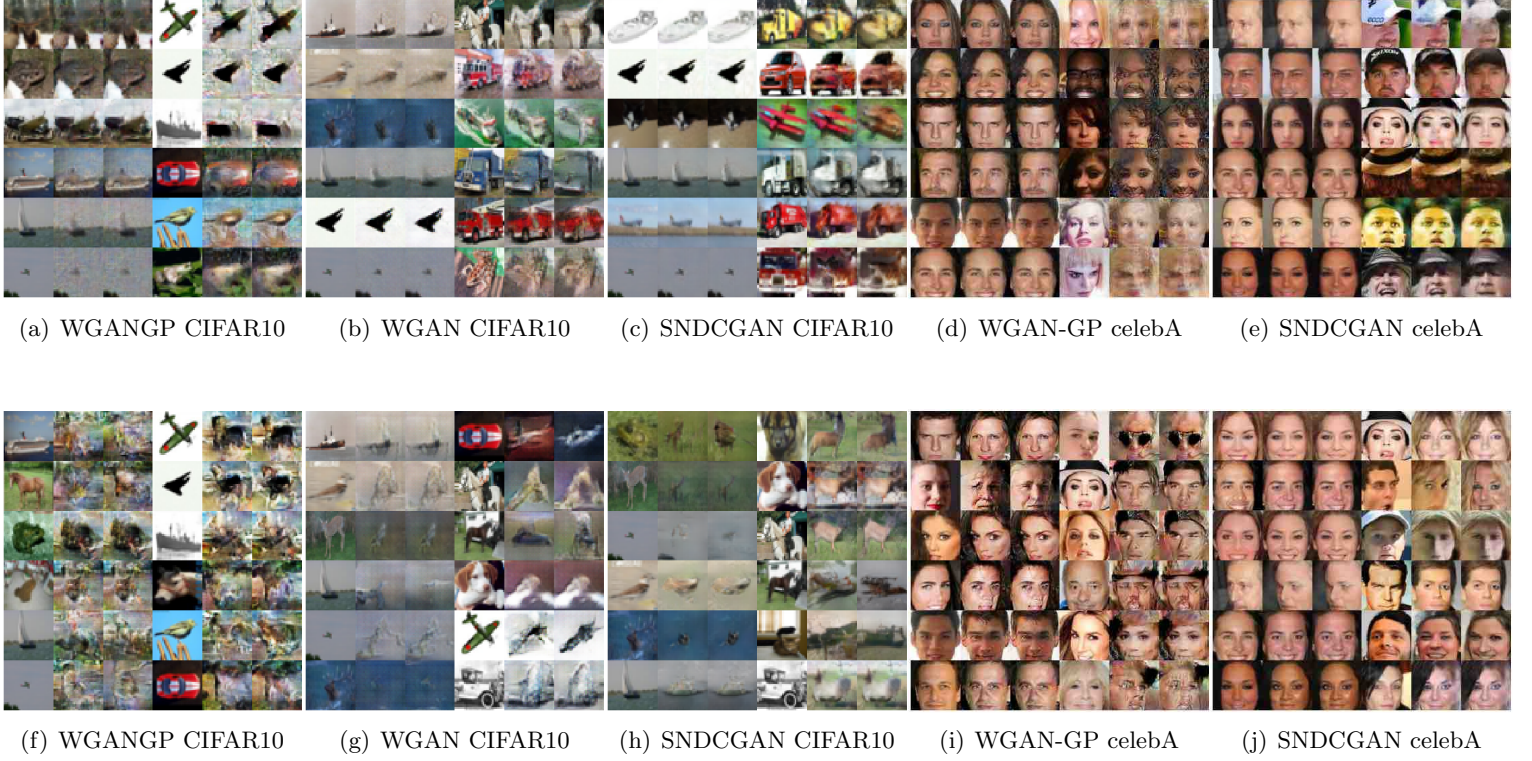 (a) WGANGP CIFAR10
(b) WGAN CIFAR10
(c) SNDCGAN CIFAR10
(d) WGAN-GP celebA
(e) SNDCGAN celebA
(f) WGANGP CIFAR10
(g) WGAN CIFAR10
(h) SNDCGAN CIFAR10
(i) WGAN-GP celebA
(j) SNDCGAN celebA